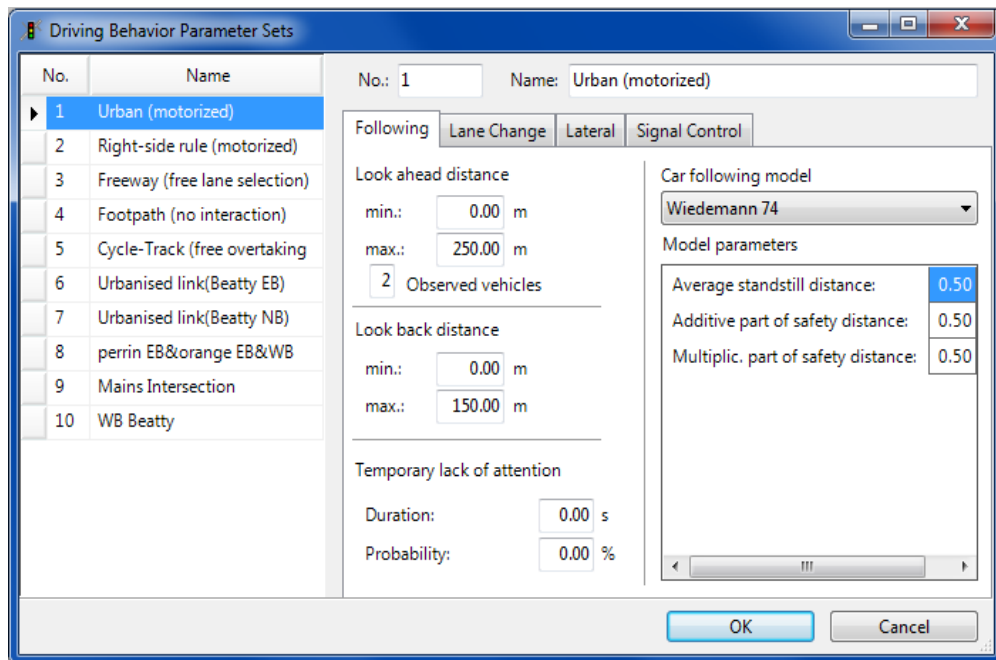 Driving Behavior Parameter Sets
No. Name
1 Urban (motorized)
2 Right-side rule (motorized)
3 Freeway (free lane selection)
4 Footpath (no interaction)
5 Cycle-Track (free overtaking
6 Urbanised link(Beatty EB)
7 Urbanised link(Beatty NB)
8 perrin EB&orange EB&WB
9 Mains Intersection
10 WB Beatty
No.: 1 Name: Urban (motorized)
Following Lane Change Lateral Signal Control
Look ahead distance
min.: 0.00 m
max.: 250.00 m
2 Observed vehicles
Look back distance
min.: 0.00 m
max.: 150.00 m
Temporary lack of attention
Duration: 0.00 s
Probability: 0.00 %
Car following model
Wiedemann 74
Model parameters
Average standstill distance: 0.50
Additive part of safety distance: 0.50
Multiplic. part of safety distance: 0.50
OK Cancel